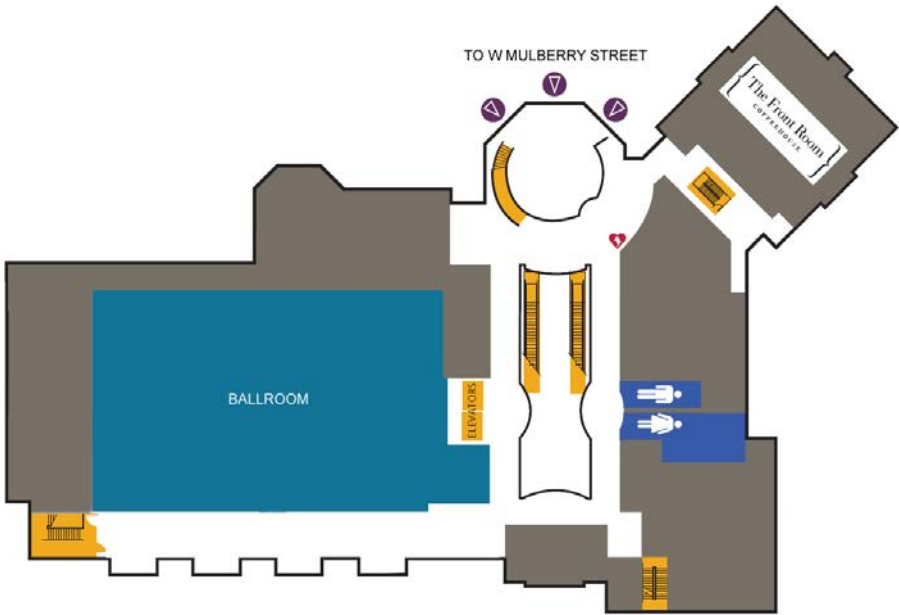 TO W MULBERRY STREET
The Front Room
COFFEEHOUSE
BALLROOM
ELEVATORS